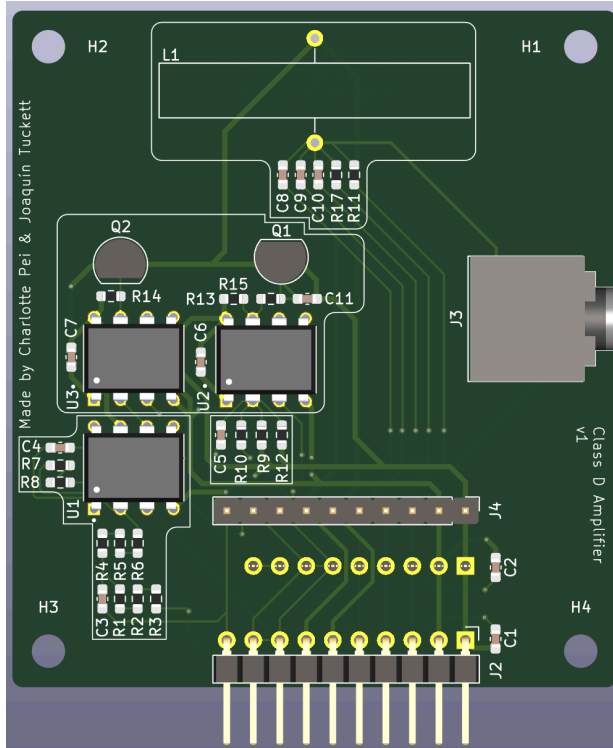 H2
H1
L1
C8
C9
C10
R17
R11
Made by Charlotte Pei & Joaquín Tuckett
Q2
Q1
R14
R13
R15
C11
J3
C7
C6
U3
U2
C4
R7
R8
U1
C5
R10
R9
R12
Class D Amplifier
v1
J4
R4
R5
R6
C2
C3
R1
R2
R3
H3
H4
C1
J2